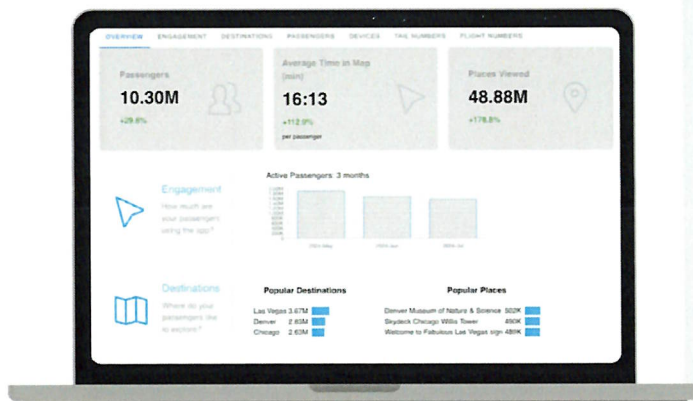 OVERVIEW ENGAGEMENT DESTINATIONS PASSENGERS DEVICES TAIL NUMBERS FLIGHT NUMBERS
Passengers
10.30M
+29.6%
Average Time in Map
(min)
16:13
+112.0%
per passenger
Places Viewed
48.88M
+178.8%
Engagement
How much are
your passengers
using the app?
Active Passengers: 3 months
Destinations
Where do your
passengers like
to explore?
Popular Destinations
Las Vegas 3.67M
Denver 2.65M
Chicago 2.63M
Popular Places
Denver Museum of Nature & Science 502K
Skydeck Chicago Willis Tower 490K
Welcome to Fabulous Las Vegas sign 489K